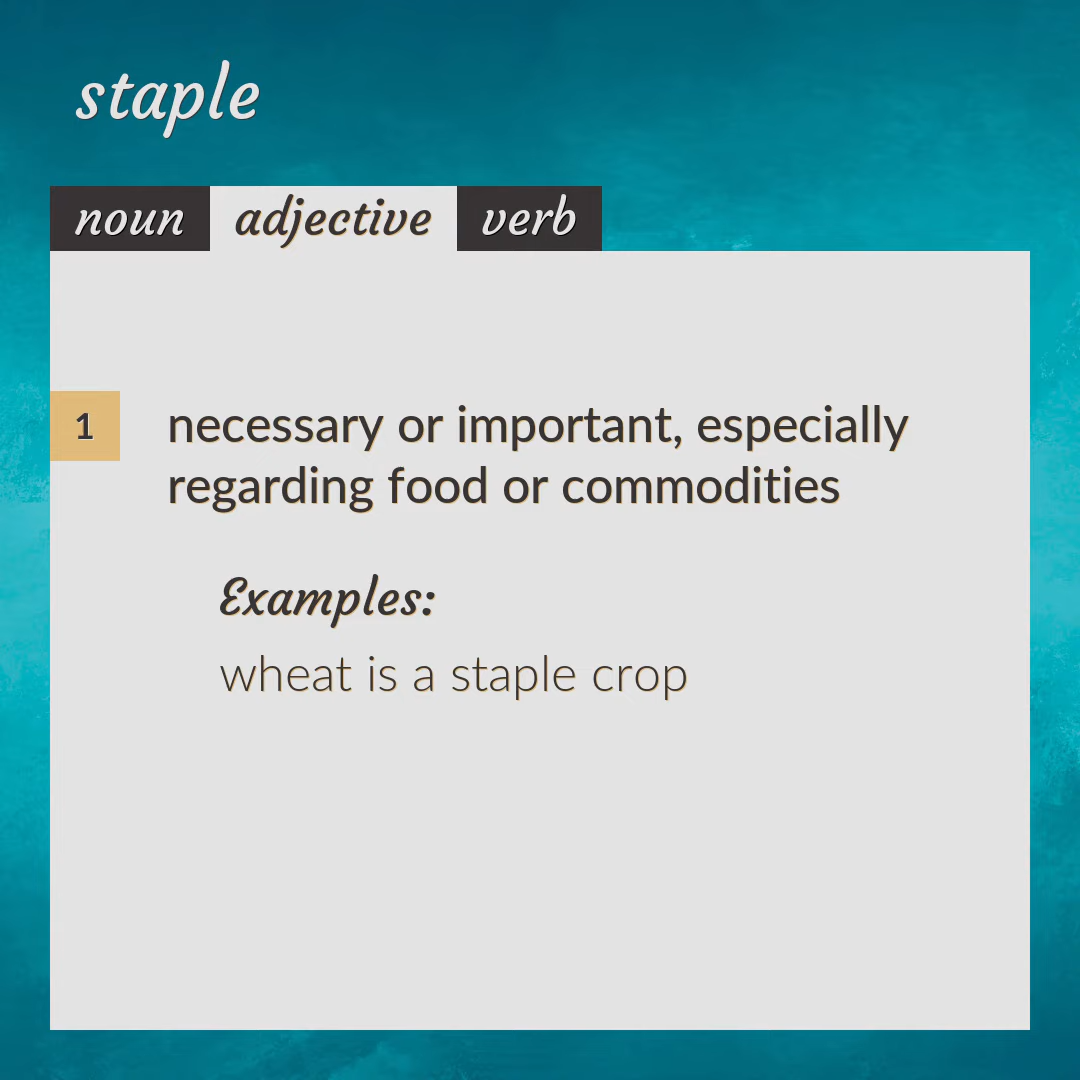 staple
noun adjective verb
1 necessary or important, especially
regarding food or commodities
Examples:
wheat is a staple crop